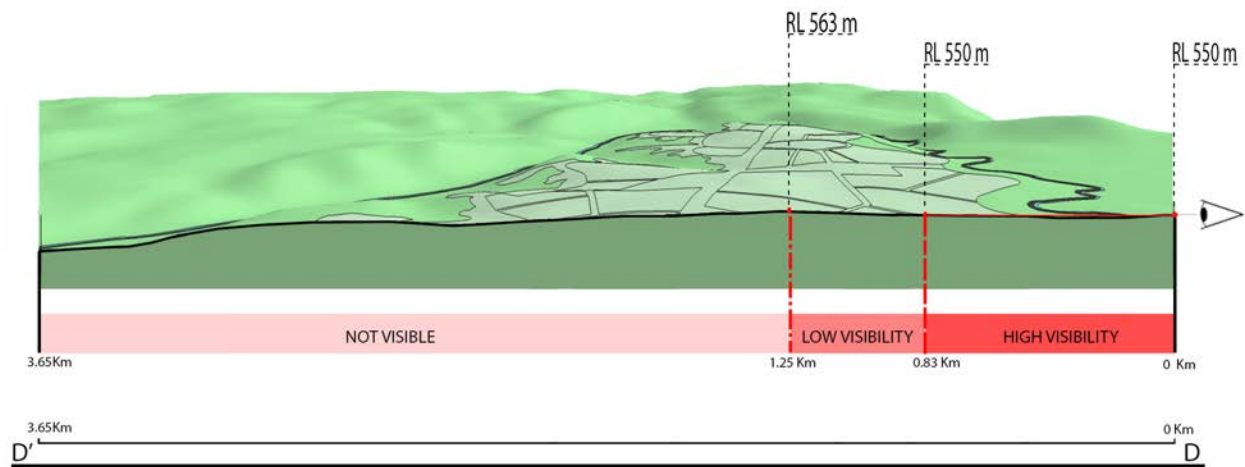 RL 563 m
RL 550 m
RL 550 m
NOT VISIBLE
LOW VISIBILITY
HIGH VISIBILITY
3.65Km
1.25 Km
0.83 Km
0 Km
3.65Km
0 Km
D'
D